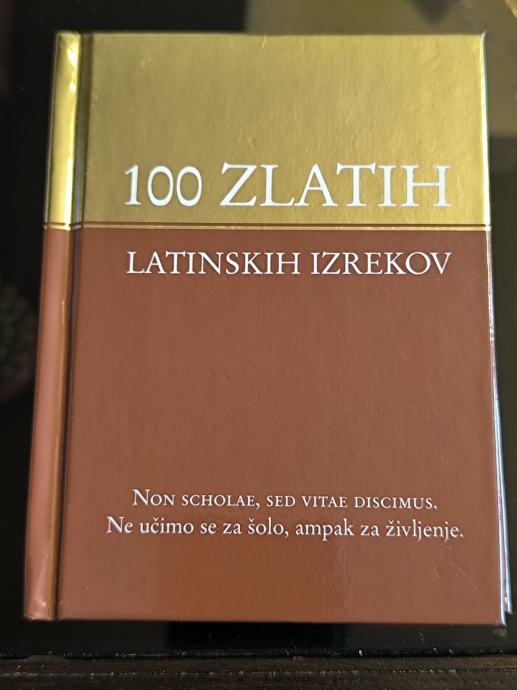 100 ZLATIH
LATINSKIH IZREKOV
NON SCHOLAE, SED VITAE DISCIMUS.
Ne učimo se za šolo, ampak za življenje.